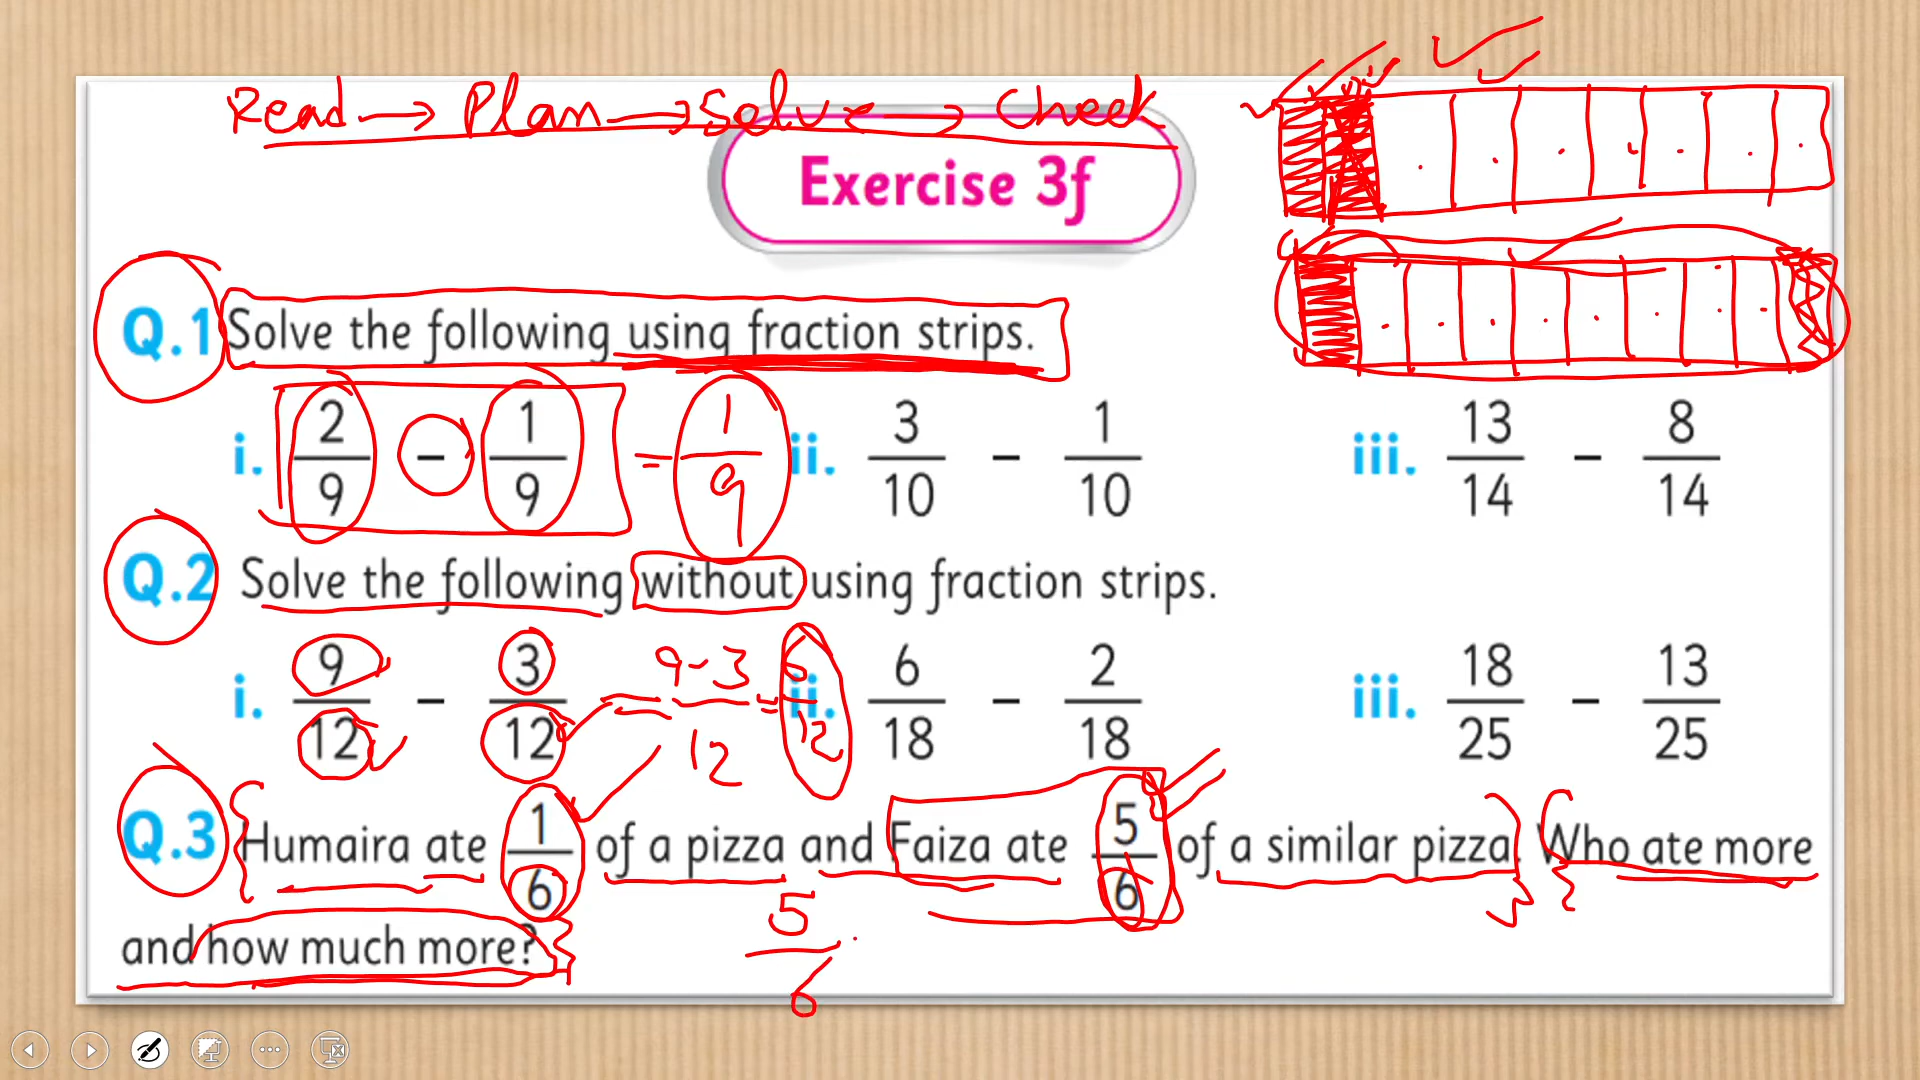 Read → Plan → Solve → Check
Exercise 3f
Q.1 Solve the following using fraction strips.
i. 2/9 - 1/9 = 1/9 ii. 3/10 - 1/10 iii. 13/14 - 8/14
Q.2 Solve the following without using fraction strips.
i. 9/12 - 3/12 = 9-3/12 = 6/12 ii. 6/18 - 2/18 iii. 18/25 - 13/25
Q.3 Humaira ate 1/6 of a pizza and Faiza ate 5/6 of a similar pizza. Who ate more
and how much more?
5/6